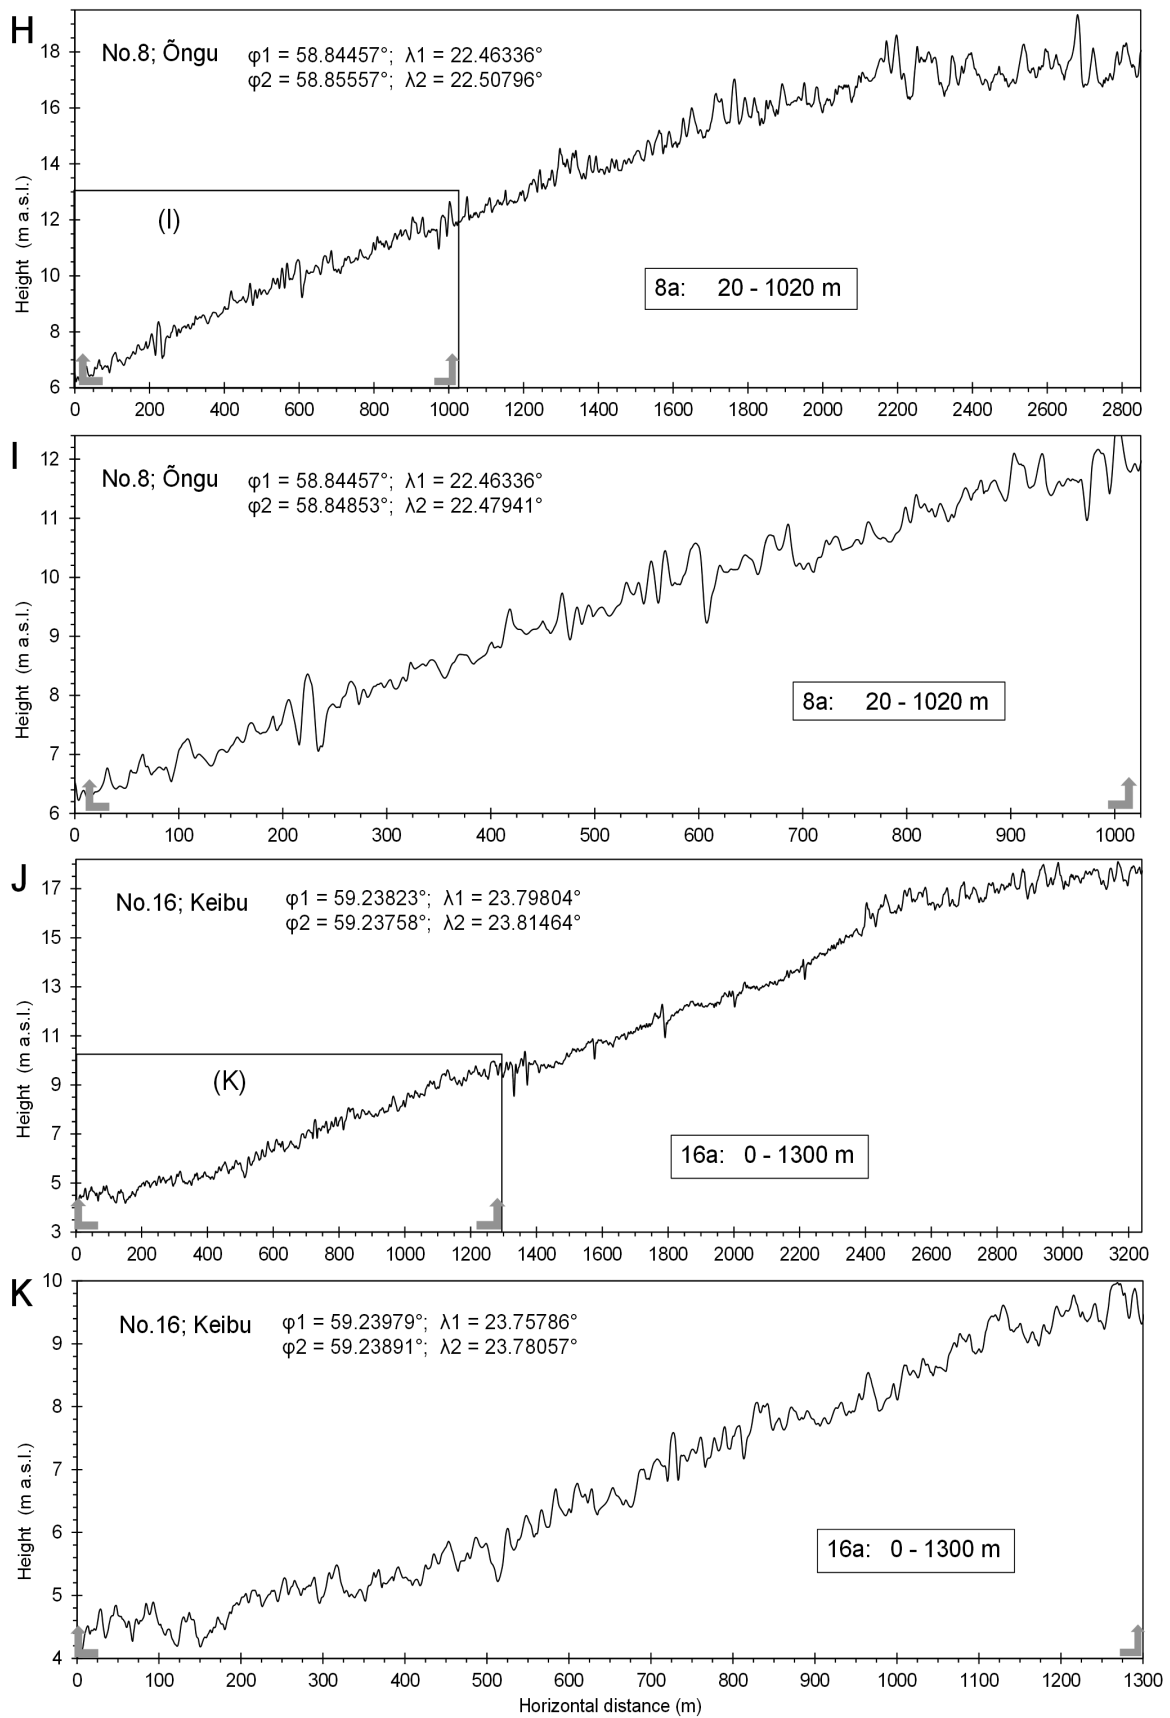 H
No.8; Õngu
φ1 = 58.84457°; λ1 = 22.46336°
φ2 = 58.85557°; λ2 = 22.50796°
(I)
8a: 20 - 1020 m
Height (m a.s.l.)
18
16
14
12
10
8
6
0 200 400 600 800 1000 1200 1400 1600 1800 2000 2200 2400 2600 2800
I
No.8; Õngu
φ1 = 58.84457°; λ1 = 22.46336°
φ2 = 58.84853°; λ2 = 22.47941°
8a: 20 - 1020 m
Height (m a.s.l.)
12
11
10
9
8
7
6
0 100 200 300 400 500 600 700 800 900 1000
J
No.16; Keibu
φ1 = 59.23823°; λ1 = 23.79804°
φ2 = 59.23758°; λ2 = 23.81464°
(K)
16a: 0 - 1300 m
Height (m a.s.l.)
17
15
13
11
9
7
5
3
0 200 400 600 800 1000 1200 1400 1600 1800 2000 2200 2400 2600 2800 3000 3200
K
No.16; Keibu
φ1 = 59.23979°; λ1 = 23.75786°
φ2 = 59.23891°; λ2 = 23.78057°
16a: 0 - 1300 m
Height (m a.s.l.)
10
9
8
7
6
5
4
0 100 200 300 400 500 600 700 800 900 1000 1100 1200 1300
Horizontal distance (m)